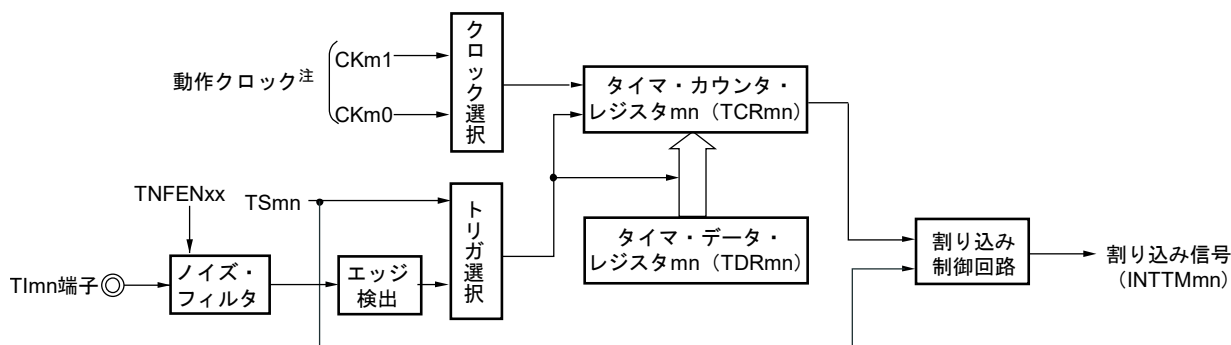 動作クロック注
CKm1
CKm0
クロック選択
タイマ・カウンタ・
レジスタmn（TCRmn）
TNFENxx
TSmn
トリガ選択
タイマ・データ・
レジスタmn（TDRmn）
TImn端子
ノイズ・
フィルタ
エッジ
検出
割り込み
制御回路
割り込み信号
（INTTMmn）